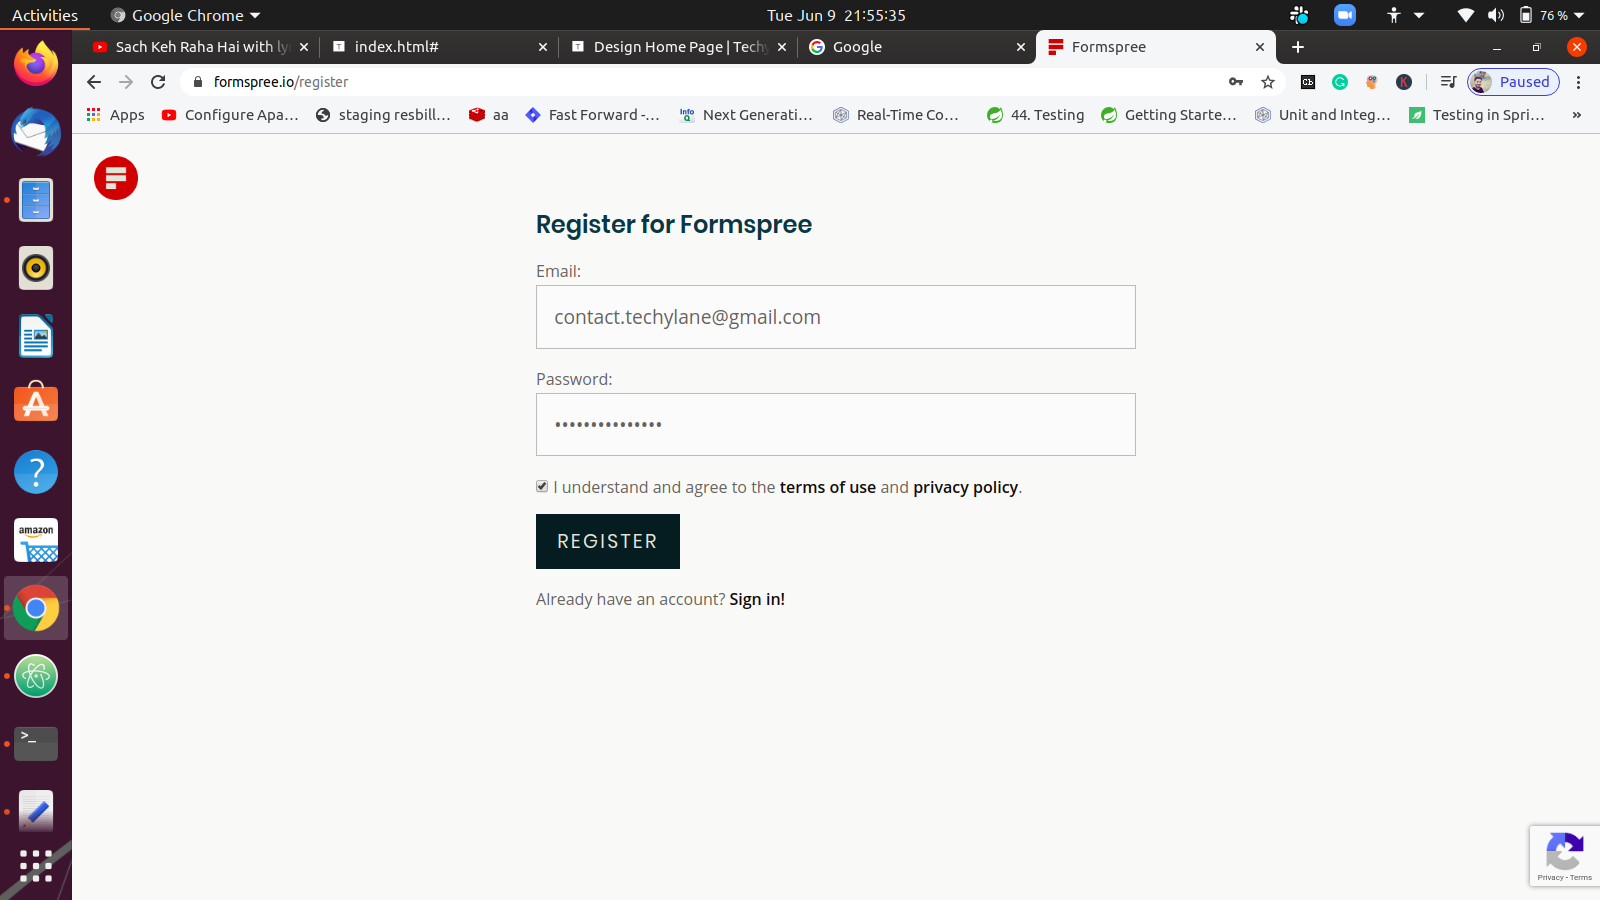 Activities Google Chrome Tue Jun 9 21:55:35 76 %
Sach Keh Raha Hai with ly index.html# Design Home Page | Techy Google Formspree
formspree.io/register Paused
Apps Configure Apa... staging resbill... aa Fast Forward -... Next Generati... Real-Time Co... 44. Testing Getting Starte... Unit and Integ... Testing in Spri... »
Register for Formspree
Email:
contact.techylane@gmail.com
Password:
•••••••••••••••
I understand and agree to the terms of use and privacy policy.
REGISTER
Already have an account? Sign in!
amazon
Privacy - Terms